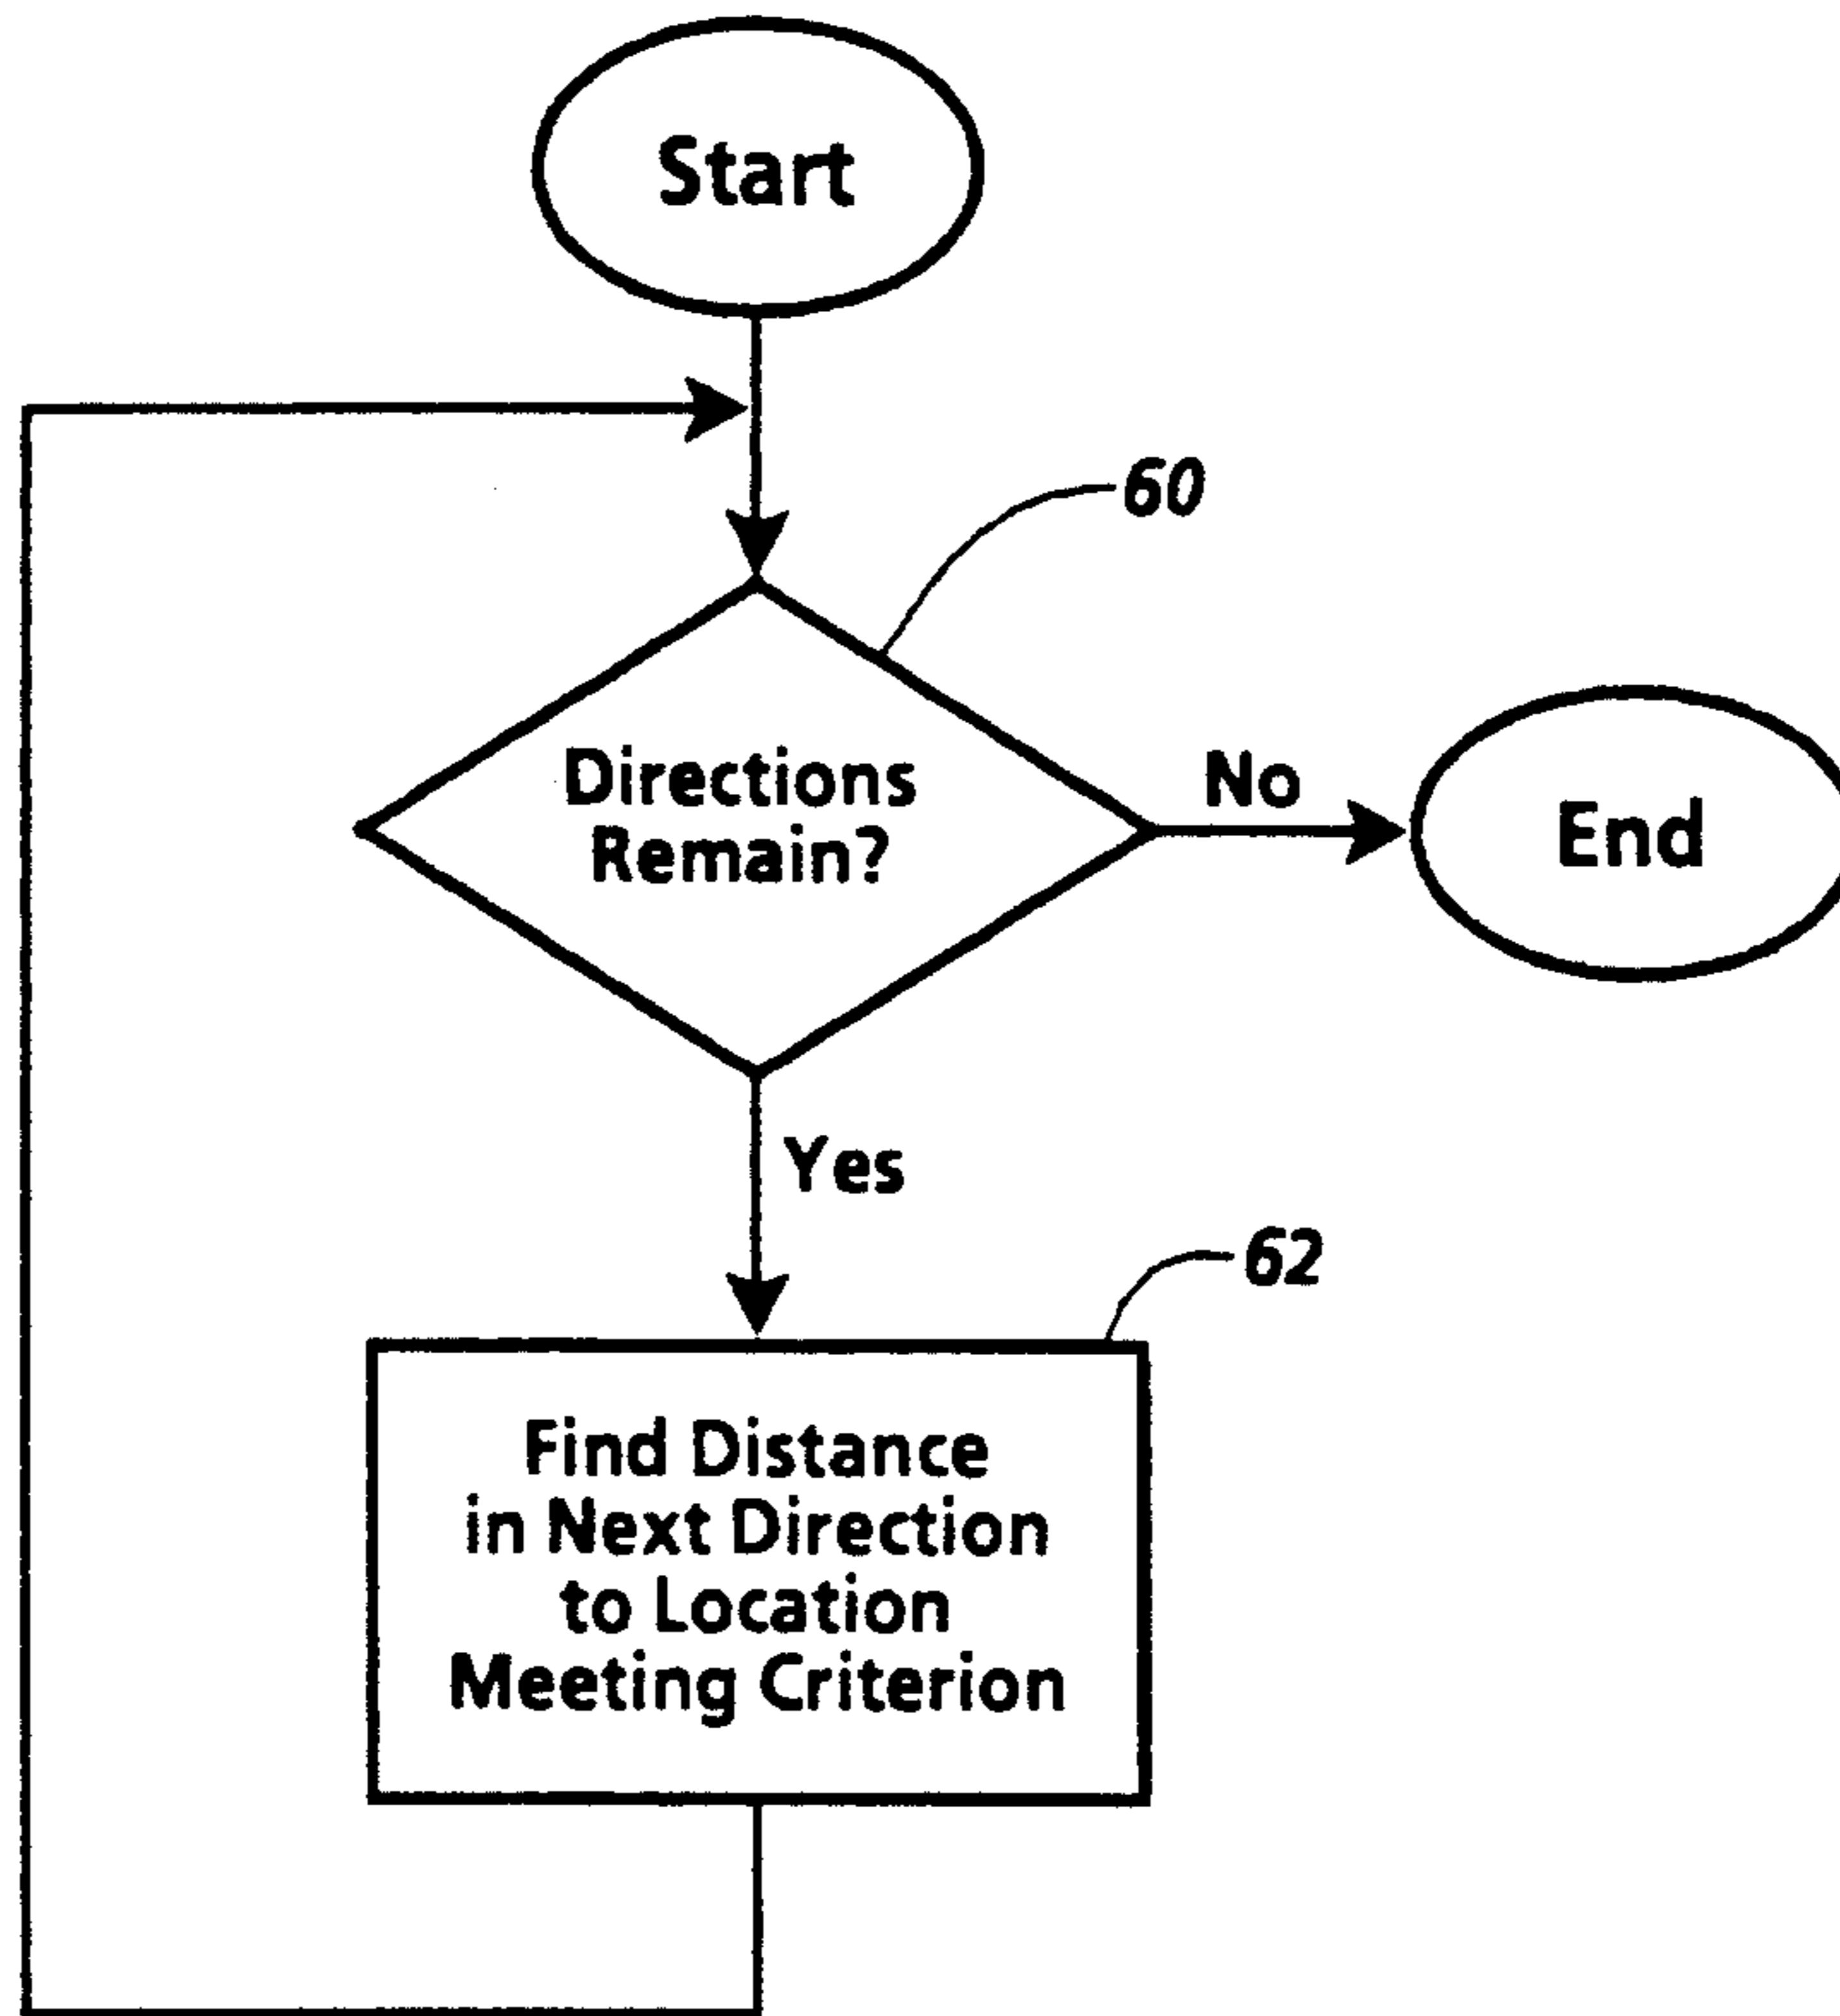 Start
60
Directions
Remain?
No
End
Yes
62
Find Distance
in Next Direction
to Location
Meeting Criterion